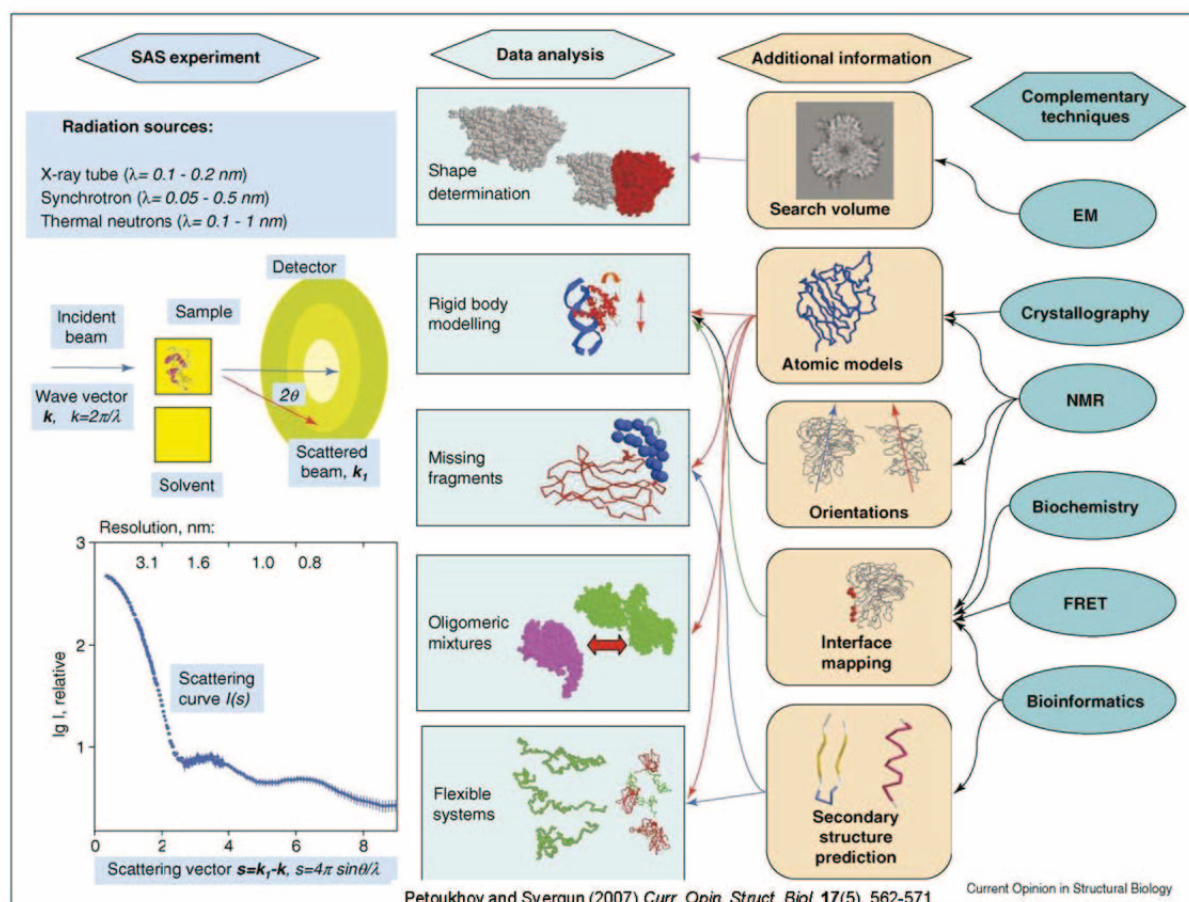 SAS experiment
Radiation sources:
X-ray tube (λ= 0.1 - 0.2 nm)
Synchrotron (λ= 0.05 - 0.5 nm)
Thermal neutrons (λ= 0.1 - 1 nm)
Detector
Incident
beam
Sample
Wave vector
k, k=2π/λ
2θ
Scattered
beam, k₁
Solvent
Resolution, nm:
3.1 1.6 1.0 0.8
3
2
1
lg I, relative
Scattering
curve I(s)
0 2 4 6 8
Scattering vector s=k₁-k, s=4π sinθ/λ
Data analysis
Shape
determination
Rigid body
modelling
Missing
fragments
Oligomeric
mixtures
Flexible
systems
Additional information
Search volume
Atomic models
Orientations
Interface
mapping
Secondary
structure
prediction
Complementary
techniques
EM
Crystallography
NMR
Biochemistry
FRET
Bioinformatics
Petoukhov and Svergun (2007) Curr. Opin. Struct. Biol. 17(5), 562-571
Current Opinion in Structural Biology